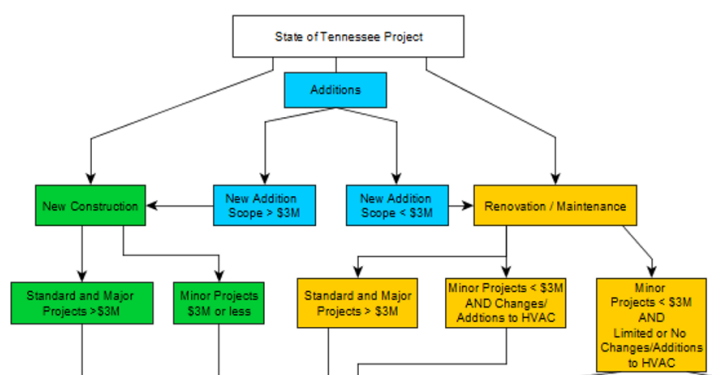 State of Tennessee Project
Additions
New Construction
New Addition
Scope > $3M
New Addition
Scope < $3M
Renovation / Maintenance
Standard and Major
Projects >$3M
Minor Projects
$3M or less
Standard and Major
Projects > $3M
Minor Projects < $3M
AND Changes/
Addtions to HVAC
Minor
Projects < $3M
AND
Limited or No
Changes/Additions
to HVAC